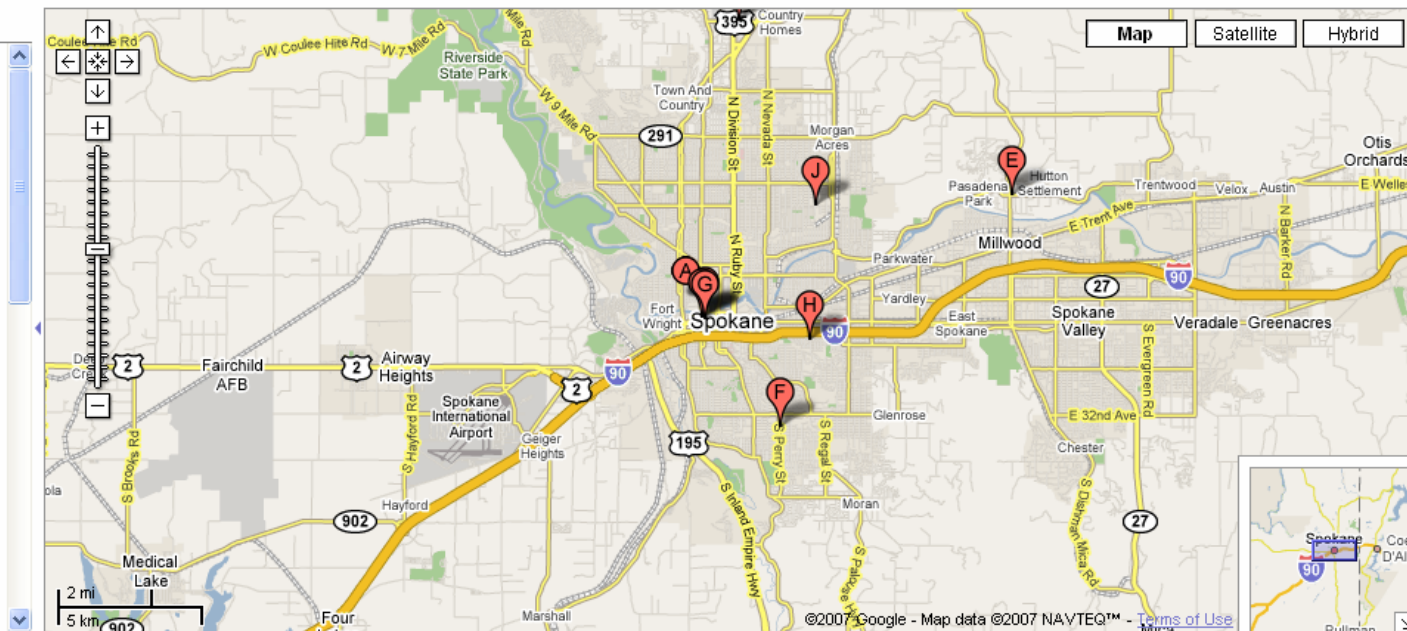 395
Country
Homes
Map
Satellite
Hybrid
W Coulee Hite Rd
W 7 Mile Rd
Mile Rd
Riverside
State Park
Town And
Country
W 9 Mile Rd
N Division St
N Nevada St
291
Morgan
Acres
Otis
Orchards
J
E
Hutton
Settlement
Pasadena
Park
Trentwood
Velox
Austin
E Welle
E Trent Ave
N Ruby St
N Barker Rd
Millwood
A
G
Parkwater
90
27
Fort
Wright
Spokane
H
90
Yardley
East
Spokane
Spokane
Valley
Veradale
Greenacres
S Evergreen Rd
2
Fairchild
AFB
2
Airway
Heights
90
2
F
Spokane
International
Airport
S Hayford Rd
S Brooks Rd
Geiger
Heights
195
S Perry St
S Regal St
Glenrose
E 32nd Ave
Chester
Hayford
902
S Inland Empire Hwy
Moran
S Dishman Mica Rd
27
Medical
Lake
S Palouse H
Spokane
90
Coe
D'Al
2 mi
5 km
902
Four
Marshall
©2007 Google - Map data ©2007 NAVTEQ™ - Terms of Use
Pullman